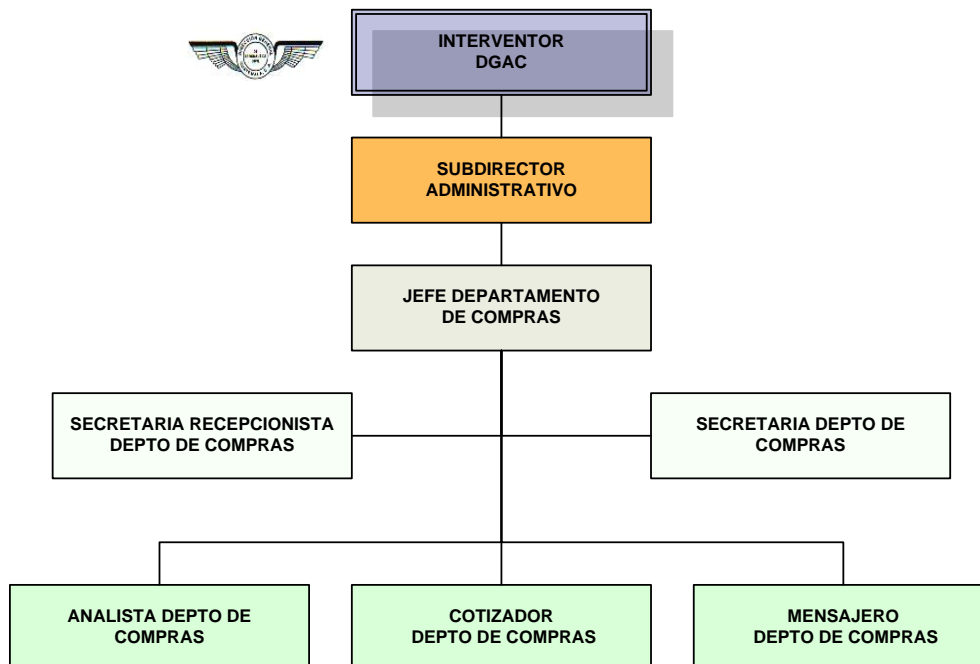 INTERVENTOR
DGAC
SUBDIRECTOR
ADMINISTRATIVO
JEFE DEPARTAMENTO
DE COMPRAS
SECRETARIA RECEPCIONISTA
DEPTO DE COMPRAS
SECRETARIA DEPTO DE
COMPRAS
ANALISTA DEPTO DE
COMPRAS
COTIZADOR
DEPTO DE COMPRAS
MENSAJERO
DEPTO DE COMPRAS